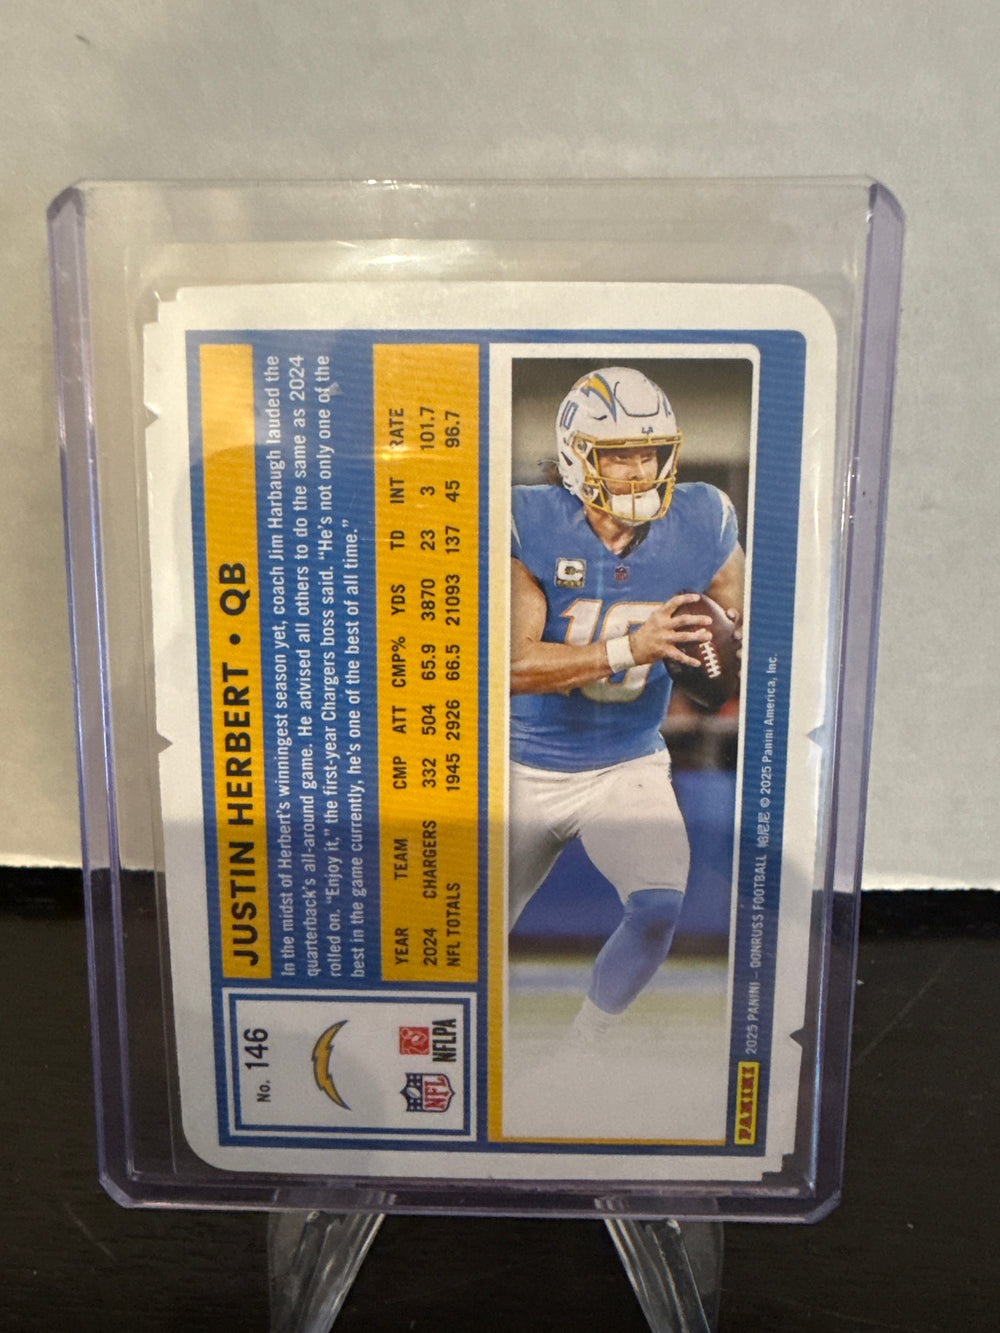 No. 146
NFL
NFLPA
JUSTIN HERBERT • QB
In the midst of Herbert's winningest season yet, coach Jim Harbaugh lauded the
quarterback's all-around game. He advised all others to do the same as 2024
rolled on. "Enjoy it," the first-year Chargers boss said. "He's not only one of the
best in the game currently, he's one of the best of all time."
YEAR TEAM CMP ATT CMP% YDS TD INT RATE
2024 CHARGERS 332 504 65.9 3870 23 3 101.7
NFL TOTALS 1945 2926 66.5 21093 137 45 96.7
10
C
10
PANINI
2025 PANINI – DONRUSS FOOTBALL 帕尼尼 © 2025 Panini America, Inc.